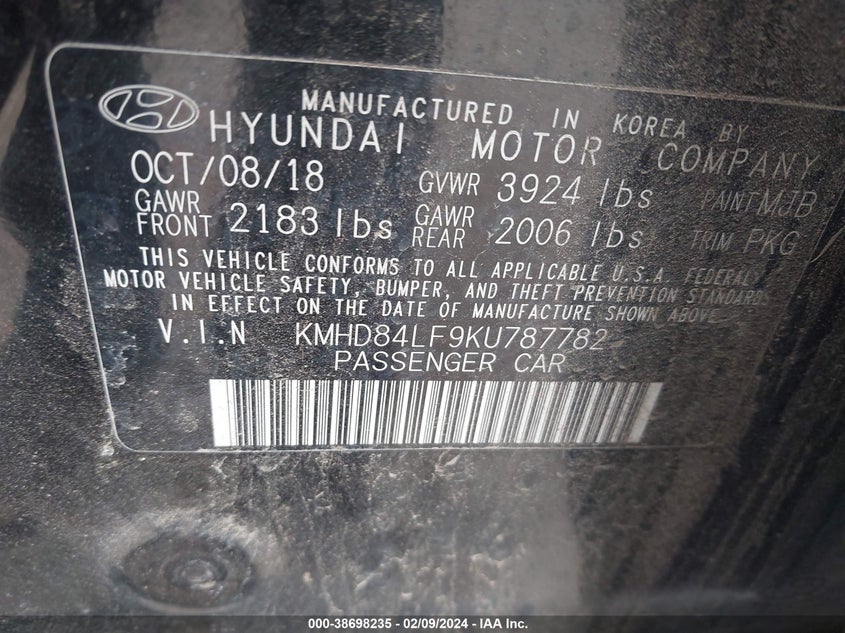 MANUFACTURED IN KOREA BY
HYUNDAI MOTOR COMPANY
OCT/08/18 GVWR 3924 lbs PAINT MJB
GAWR FRONT 2183 lbs GAWR REAR 2006 lbs TRIM PKG
THIS VEHICLE CONFORMS TO ALL APPLICABLE U.S.A. FEDERAL
MOTOR VEHICLE SAFETY, BUMPER, AND THEFT PREVENTION STANDARDS
IN EFFECT ON THE DATE OF MANUFACTURE SHOWN ABOVE
V.I.N KMHD84LF9KU787782
PASSENGER CAR
000-38698235 - 02/09/2024 - IAA Inc.